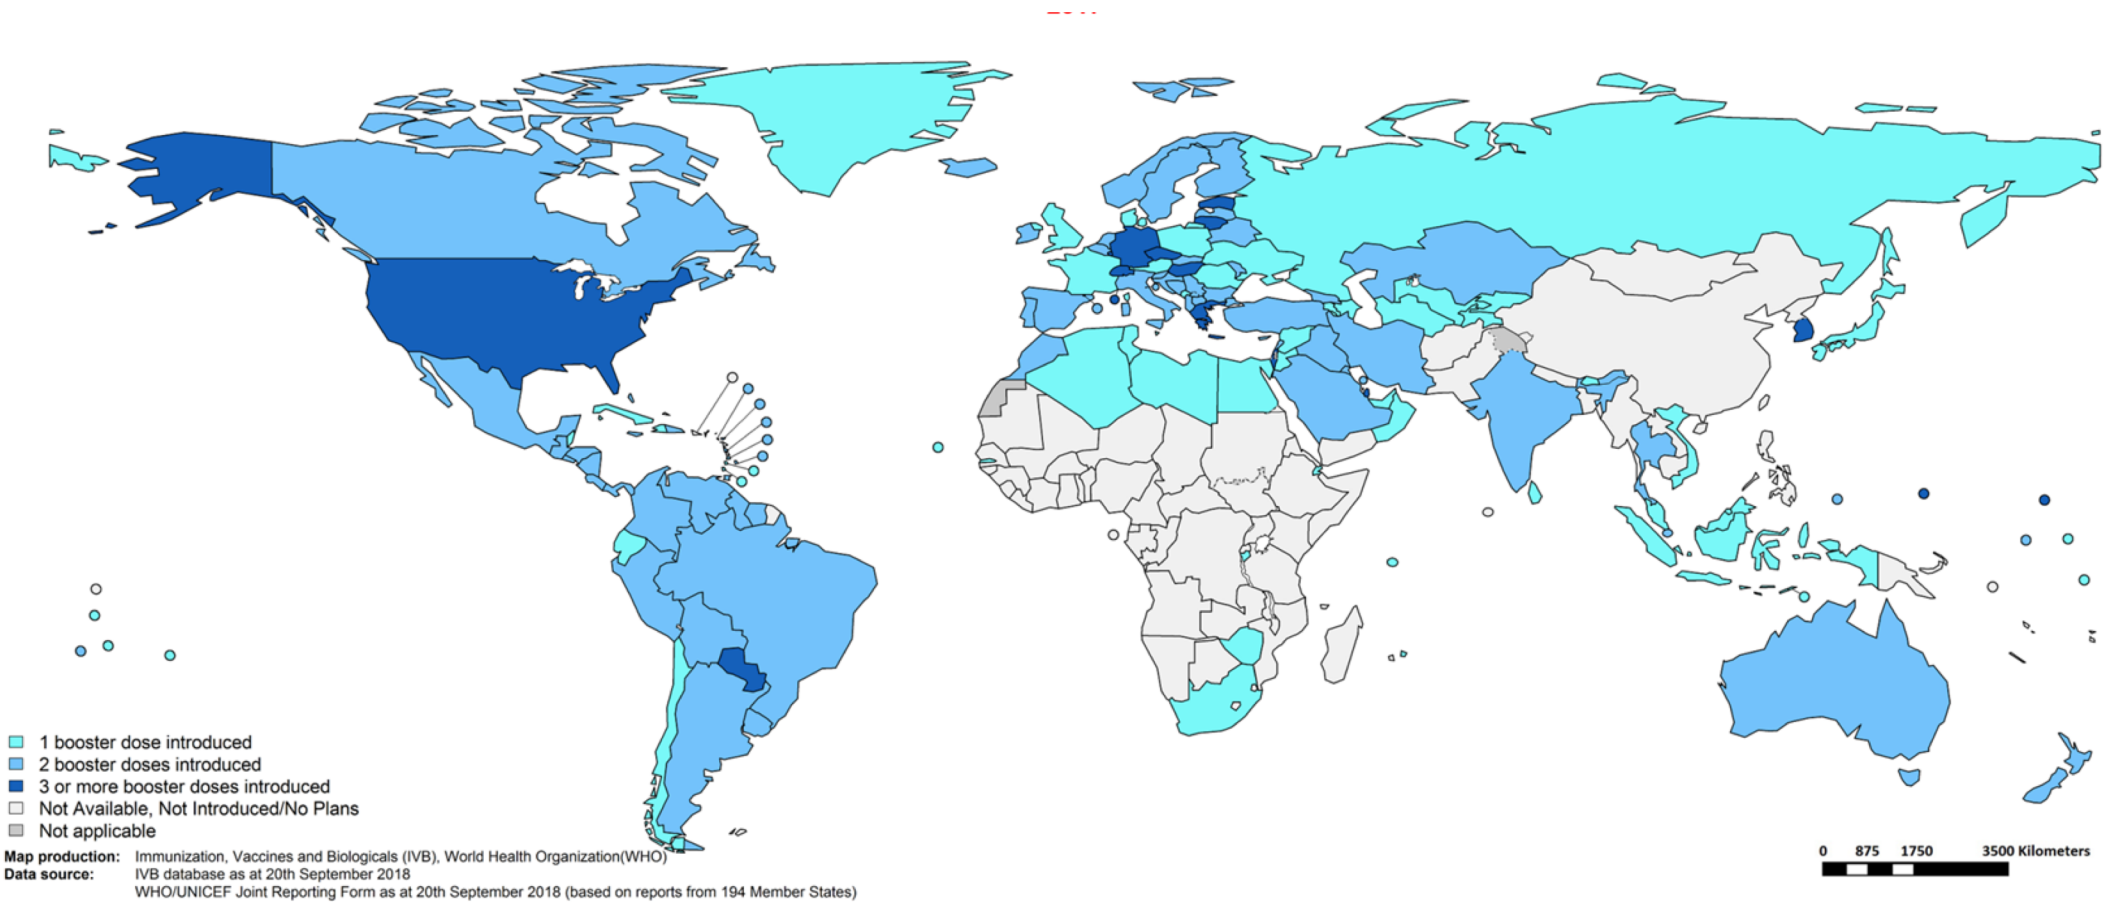 1 booster dose introduced
2 booster doses introduced
3 or more booster doses introduced
Not Available, Not Introduced/No Plans
Not applicable
Map production: Immunization, Vaccines and Biologicals (IVB), World Health Organization(WHO)
Data source: IVB database as at 20th September 2018
WHO/UNICEF Joint Reporting Form as at 20th September 2018 (based on reports from 194 Member States)
0 875 1750 3500 Kilometers